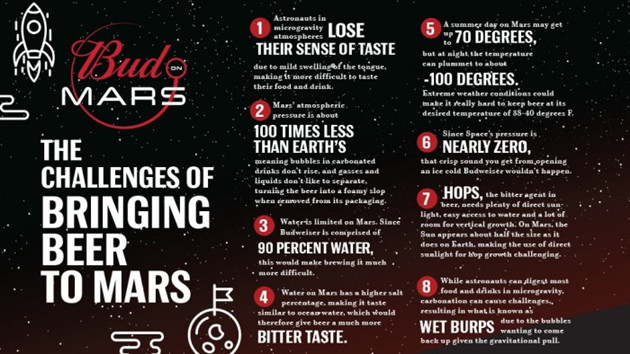 Bud ON
MARS
THE
CHALLENGES OF
BRINGING
BEER
TO MARS
1
Astronauts in
microgravity
atmospheres LOSE
THEIR SENSE OF TASTE
due to mild swelling of the tongue,
making it more difficult to taste
their food and drink.
2
Mars' atmospheric
pressure is about
100 TIMES LESS
THAN EARTH'S
meaning bubbles in carbonated
drinks don't rise, and gasses and
liquids don't like to separate,
turning the beer into a foamy slop
when removed from its packaging.
3
Water is limited on Mars. Since
Budweiser is comprised of
90 PERCENT WATER,
this would make brewing it much
more difficult.
4
Water on Mars has a higher salt
percentage, making it taste
similar to ocean water, which would
therefore give beer a much more
BITTER TASTE.
5
A summer day on Mars may get
up
to 70 DEGREES,
but at night the temperature
can plummet to about
-100 DEGREES.
Extreme weather conditions could
make it really hard to keep beer at its
desired temperature of 38-40 degrees F.
6
Since Space's pressure is
NEARLY ZERO,
that crisp sound you get from opening
an ice cold Budweiser wouldn't happen.
7
HOPS, the bitter agent in
beer, needs plenty of direct sun-
light, easy access to water and a lot of
room for vertical growth. On Mars, the
Sun appears about half the size as it
does on Earth, making the use of direct
sunlight for hop growth challenging.
8
While astronauts can digest most
food and drinks in microgravity,
carbonation can cause challenges,
resulting in what is known as
WET BURPS due to the bubbles
wanting to come
back up given the gravitational pull.